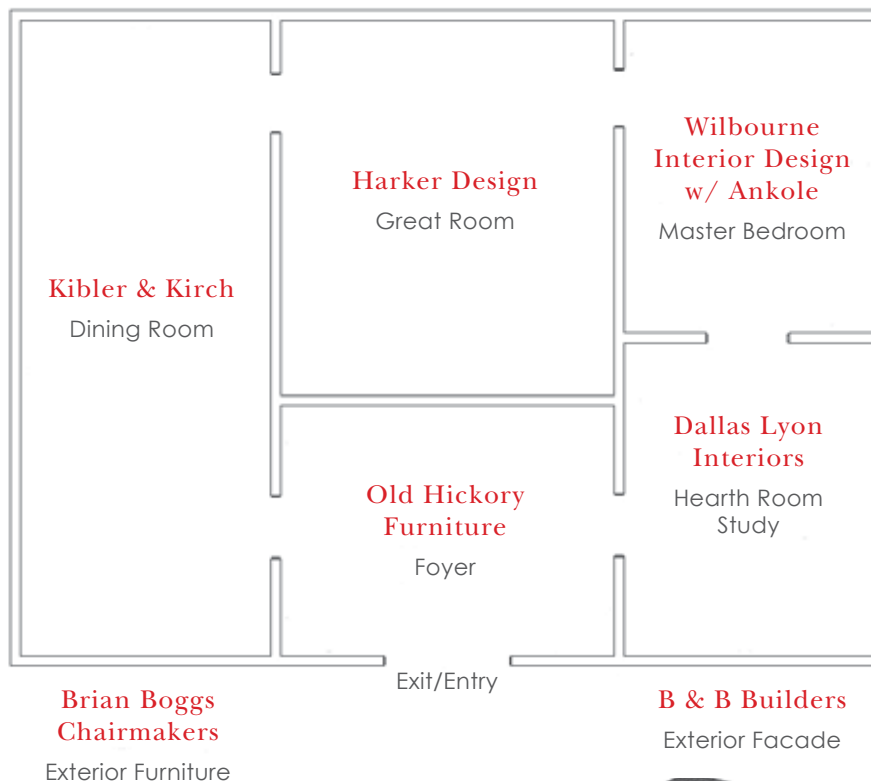 Wilbourne
Interior Design
w/ Ankole
Master Bedroom
Harker Design
Great Room
Kibler & Kirch
Dining Room
Dallas Lyon
Interiors
Hearth Room
Study
Old Hickory
Furniture
Foyer
Exit/Entry
Brian Boggs
Chairmakers
Exterior Furniture
B & B Builders
Exterior Facade